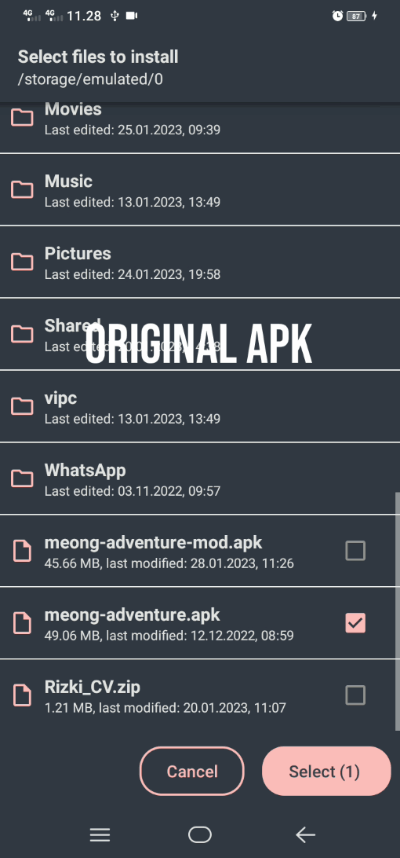 4G 4G 11.28 87
Select files to install
/storage/emulated/0
Movies
Last edited: 25.01.2023, 09:39
Music
Last edited: 13.01.2023, 13:49
Pictures
Last edited: 24.01.2023, 19:58
Shared
ORIGINAL APK
Last
vipc
Last edited: 13.01.2023, 13:49
WhatsApp
Last edited: 03.11.2022, 09:57
meong-adventure-mod.apk
45.66 MB, last modified: 28.01.2023, 11:26
meong-adventure.apk
49.06 MB, last modified: 12.12.2022, 08:59
Rizki_CV.zip
1.21 MB, last modified: 20.01.2023, 11:07
Cancel
Select (1)